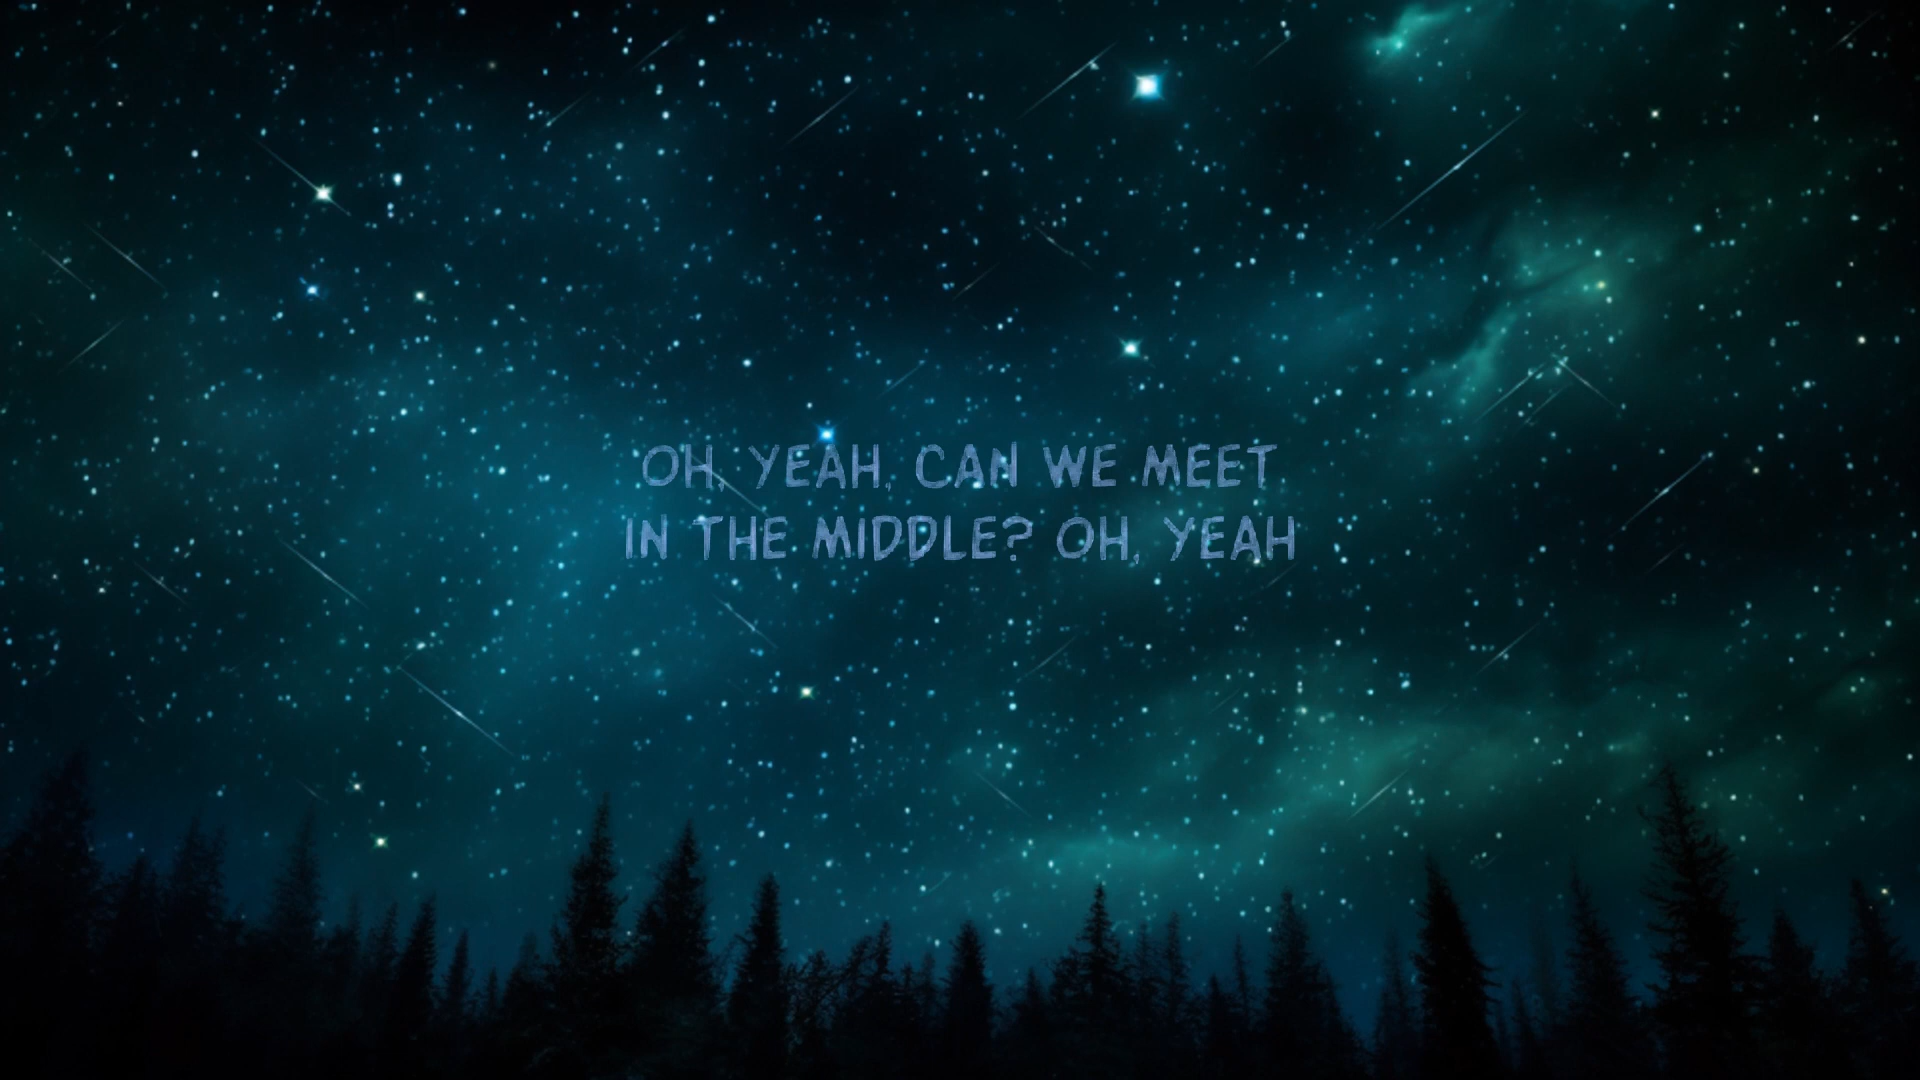 OH, YEAH, CAN WE MEET
IN THE MIDDLE? OH, YEAH